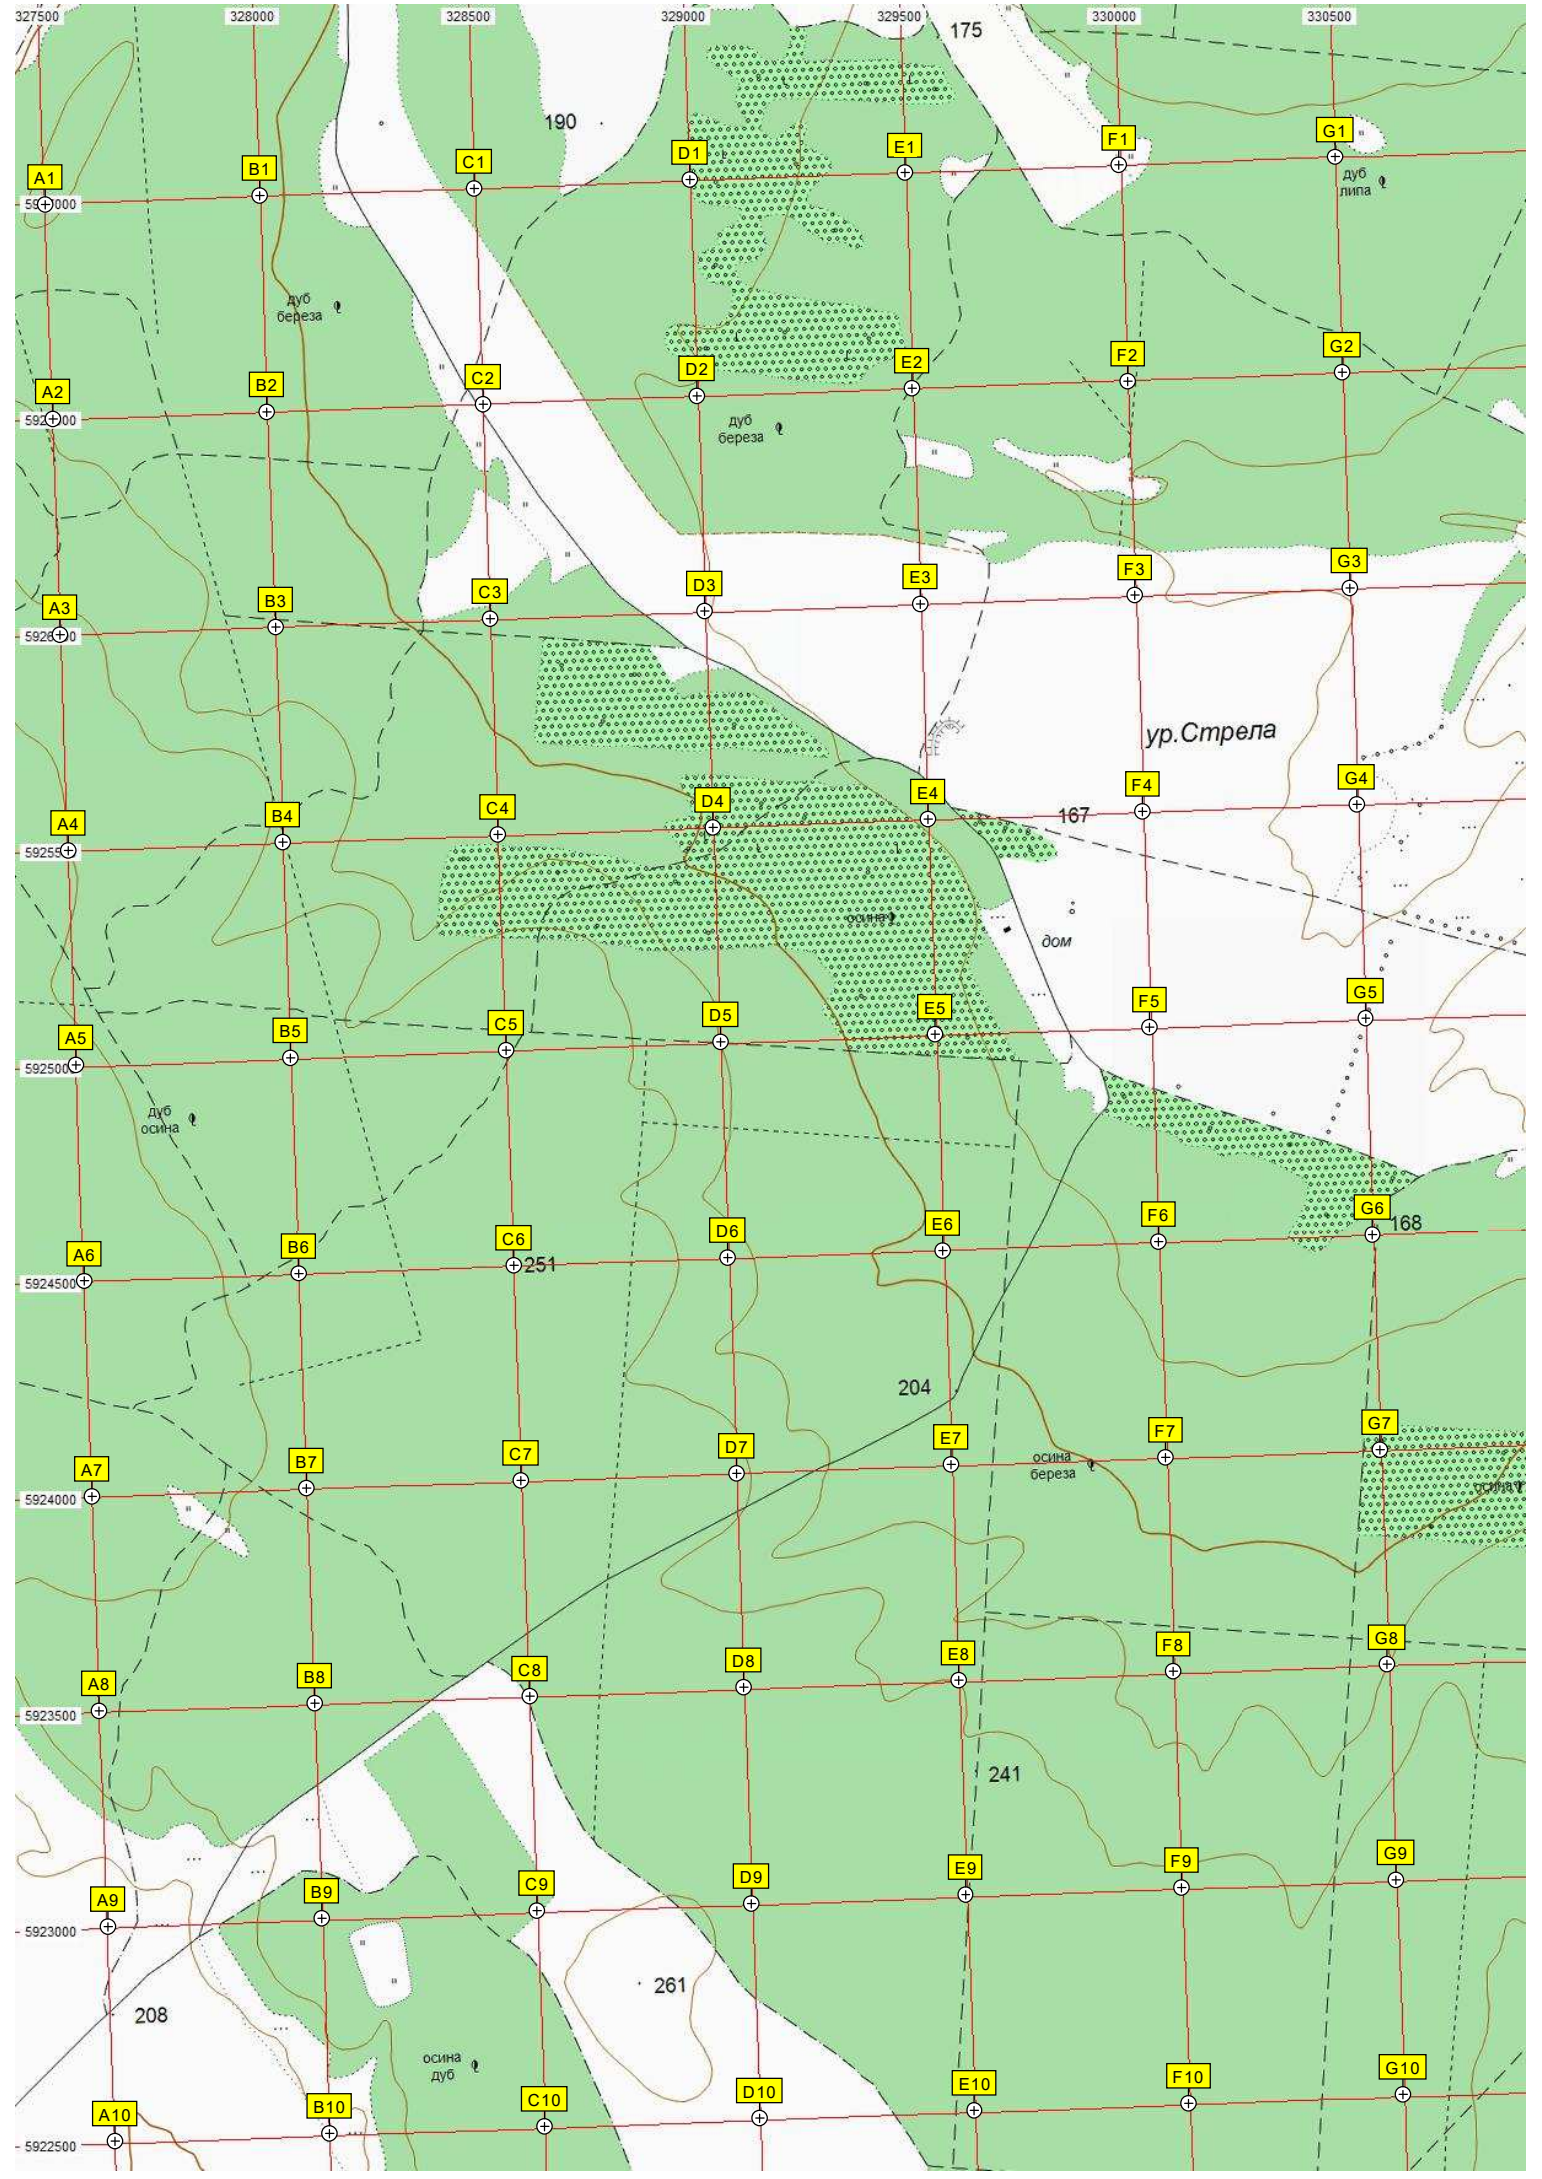 327500 328000 328500 329000 329500 330000 330500
175
190
A1 B1 C1 D1 E1 F1 G1
дуб
липа
дуб
береза
A2 B2 C2 D2 E2 F2 G2
дуб
береза
A3 B3 C3 D3 E3 F3 G3
ур.Стрела
A4 B4 C4 D4 E4 F4 G4
167
осина
дом
A5 B5 C5 D5 E5 F5 G5
5925000
дуб
осина
A6 B6 C6 D6 E6 F6 G6
168
251
5924500
204
A7 B7 C7 D7 E7 F7 G7
осина
береза
осина
5924000
A8 B8 C8 D8 E8 F8 G8
5923500
241
A9 B9 C9 D9 E9 F9 G9
5923000
261
208
осина
дуб
A10 B10 C10 D10 E10 F10 G10
5922500